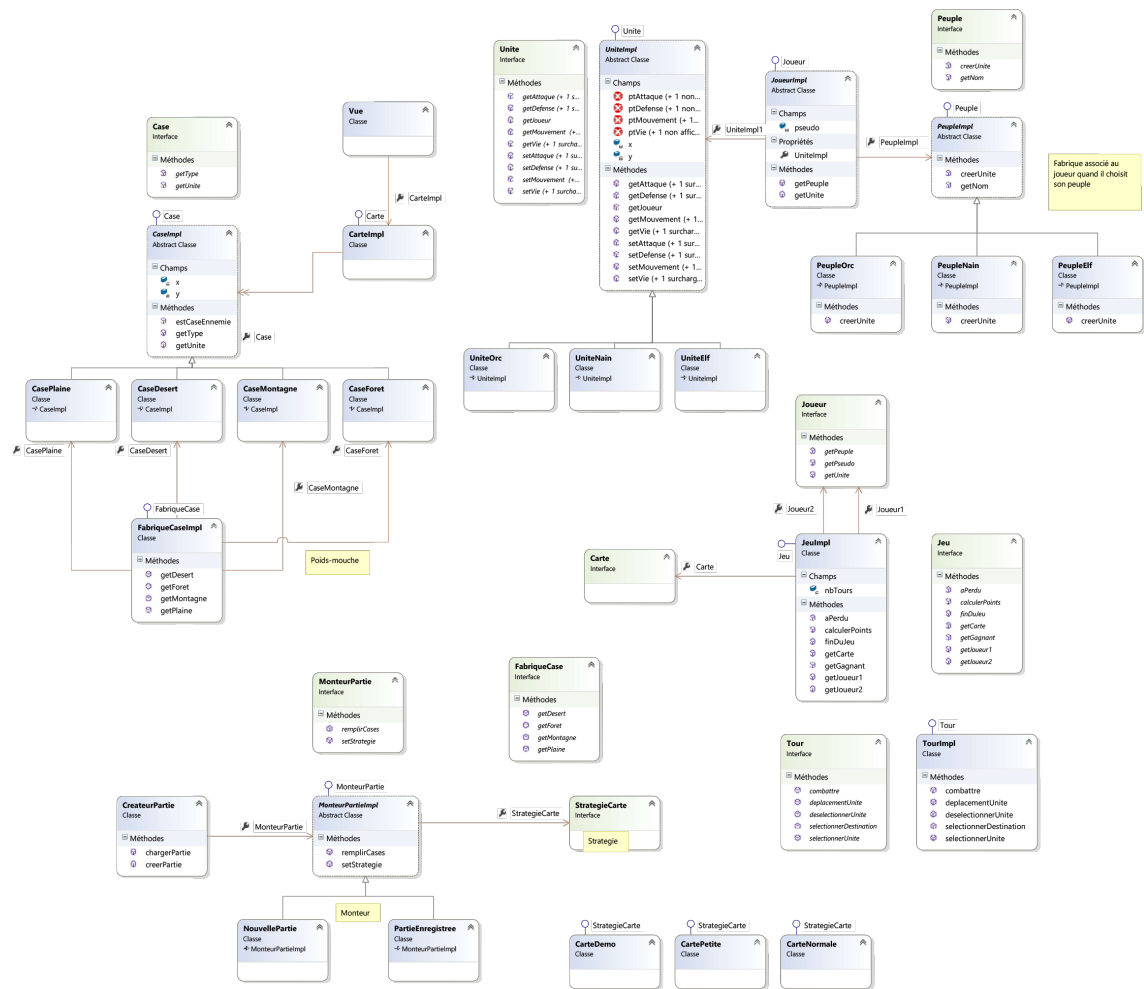 Case
Interface
Méthodes
getType
getUnite
Vue
Classe
CarteImpl
Case
CaseImpl
Abstract Classe
Champs
x
y
Méthodes
estCaseEnnemie
getType
getUnite
Carte
CarteImpl
Classe
Case
CasePlaine
Classe
CaseImpl
CaseDesert
Classe
CaseImpl
CaseMontagne
Classe
CaseImpl
CaseForet
Classe
CaseImpl
CasePlaine
CaseDesert
CaseMontagne
CaseForet
FabriqueCase
FabriqueCaseImpl
Classe
Méthodes
getDesert
getForet
getMontagne
getPlaine
Poids-mouche
Unite
Interface
Méthodes
getAttaque (+ 1 s...
getDefense (+ 1 s...
getJoueur
getMouvement (+...
getVie (+ 1 surcha...
setAttaque (+ 1 su...
setDefense (+ 1 su...
setMouvement (+...
setVie (+ 1 surcha...
Unite
UniteImpl
Abstract Classe
Champs
ptAttaque (+ 1 non...
ptDefense (+ 1 non...
ptMouvement (+ 1...
ptVie (+ 1 non affic...
x
y
Méthodes
getAttaque (+ 1 sur...
getDefense (+ 1 sur...
getJoueur
getMouvement (+ 1...
getVie (+ 1 surchar...
setAttaque (+ 1 sur...
setDefense (+ 1 sur...
setMouvement (+ 1...
setVie (+ 1 surcharg...
UniteImpl1
Joueur
JoueurImpl
Abstract Classe
Champs
pseudo
Propriétés
UniteImpl
Méthodes
getPeuple
getUnite
PeupleImpl
Peuple
Interface
Méthodes
creerUnite
getNom
Peuple
PeupleImpl
Abstract Classe
Méthodes
creerUnite
getNom
Fabrique associé au
joueur quand il choisit
son peuple
PeupleOrc
Classe
PeupleImpl
Méthodes
creerUnite
PeupleNain
Classe
PeupleImpl
Méthodes
creerUnite
PeupleElf
Classe
PeupleImpl
Méthodes
creerUnite
UniteOrc
Classe
UniteImpl
UniteNain
Classe
UniteImpl
UniteElf
Classe
UniteImpl
Joueur
Interface
Méthodes
getPeuple
getPseudo
getUnite
Joueur2
Joueur1
Carte
Interface
Carte
Jeu
JeuImpl
Classe
Champs
nbTours
Méthodes
aPerdu
calculerPoints
finDuJeu
getCarte
getGagnant
getJoueur1
getJoueur2
Jeu
Interface
Méthodes
aPerdu
calculerPoints
finDuJeu
getCarte
getGagnant
getJoueur1
getJoueur2
MonteurPartie
Interface
Méthodes
remplirCases
setStrategie
FabriqueCase
Interface
Méthodes
getDesert
getForet
getMontagne
getPlaine
Tour
Interface
Méthodes
combattre
deplacementUnite
deselectionnerUnite
selectionnerDestination
selectionnerUnite
Tour
TourImpl
Classe
Méthodes
combattre
deplacementUnite
deselectionnerUnite
selectionnerDestination
selectionnerUnite
CreateurPartie
Classe
Méthodes
chargerPartie
creerPartie
MonteurPartie
MonteurPartie
MonteurPartieImpl
Abstract Classe
Méthodes
remplirCases
setStrategie
StrategieCarte
StrategieCarte
Interface
Strategie
Monteur
NouvellePartie
Classe
MonteurPartieImpl
PartieEnregistree
Classe
MonteurPartieImpl
StrategieCarte
CarteDemo
Classe
StrategieCarte
CartePetite
Classe
StrategieCarte
CarteNormale
Classe